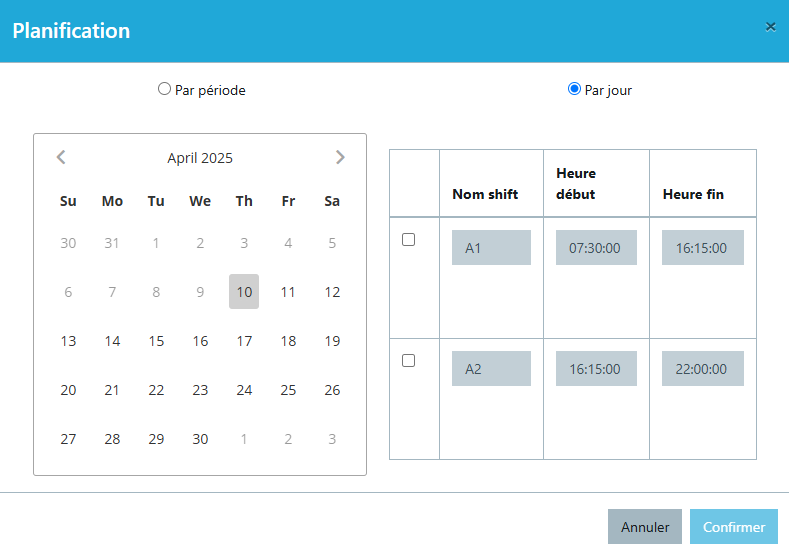 Planification
×
Par période
Par jour
April 2025
Su Mo Tu We Th Fr Sa
30 31 1 2 3 4 5
6 7 8 9 10 11 12
13 14 15 16 17 18 19
20 21 22 23 24 25 26
27 28 29 30 1 2 3
Nom shift Heure début Heure fin
A1 07:30:00 16:15:00
A2 16:15:00 22:00:00
Annuler Confirmer